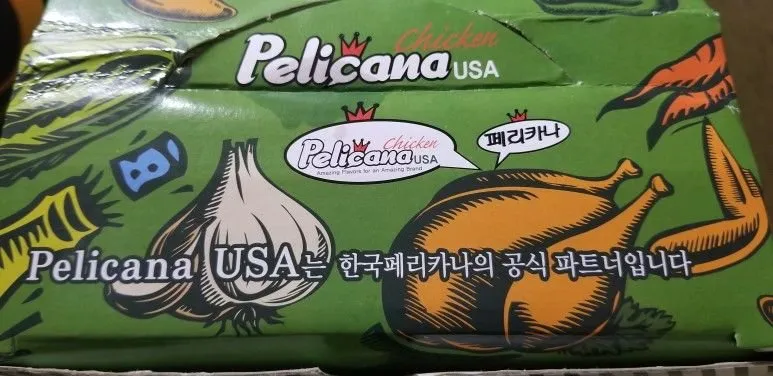 Chicken
Pelicana USA
Chicken
Pelicana USA
Amazing Flavors for an Amazing Brand
페리카나
Pelicana USA는 한국페리카나의 공식 파트너입니다